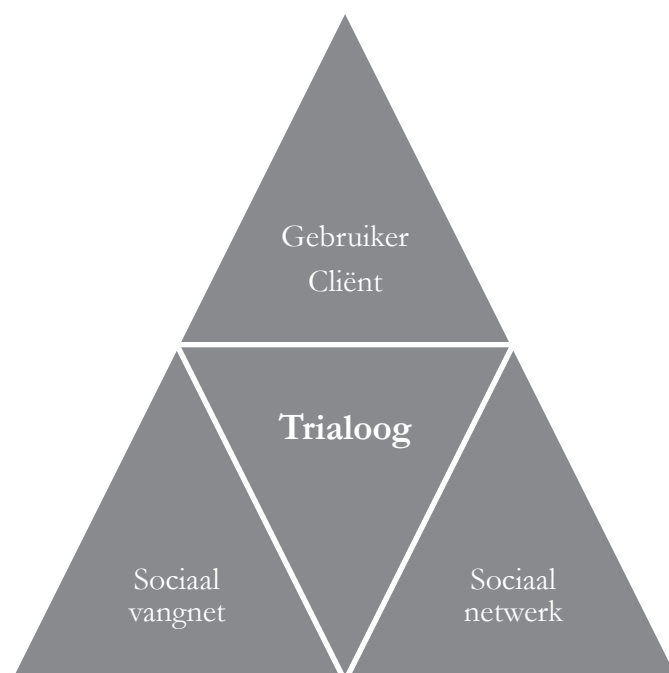 Gebruiker
Cliënt
Trialoog
Sociaal
vangnet
Sociaal
netwerk